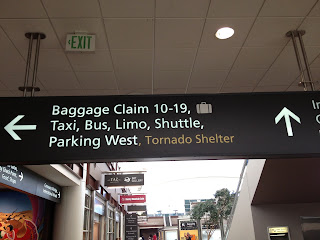 EXIT
Baggage Claim 10-19,
Taxi, Bus, Limo, Shuttle,
Parking West, Tornado Shelter